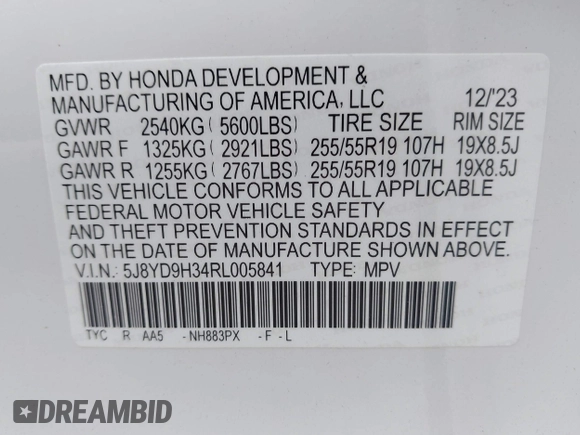 MFD. BY HONDA DEVELOPMENT &
MANUFACTURING OF AMERICA, LLC 12/'23
GVWR 2540KG ( 5600LBS) TIRE SIZE RIM SIZE
GAWR F 1325KG ( 2921LBS) 255/55R19 107H 19X8.5J
GAWR R 1255KG ( 2767LBS) 255/55R19 107H 19X8.5J
THIS VEHICLE CONFORMS TO ALL APPLICABLE
FEDERAL MOTOR VEHICLE SAFETY
AND THEFT PREVENTION STANDARDS IN EFFECT
ON THE DATE OF MANUFACTURE SHOWN ABOVE.
V.I.N.: 5J8YD9H34RL005841 TYPE: MPV
TYC R AA5 -NH883PX -F-L
DREAMBID